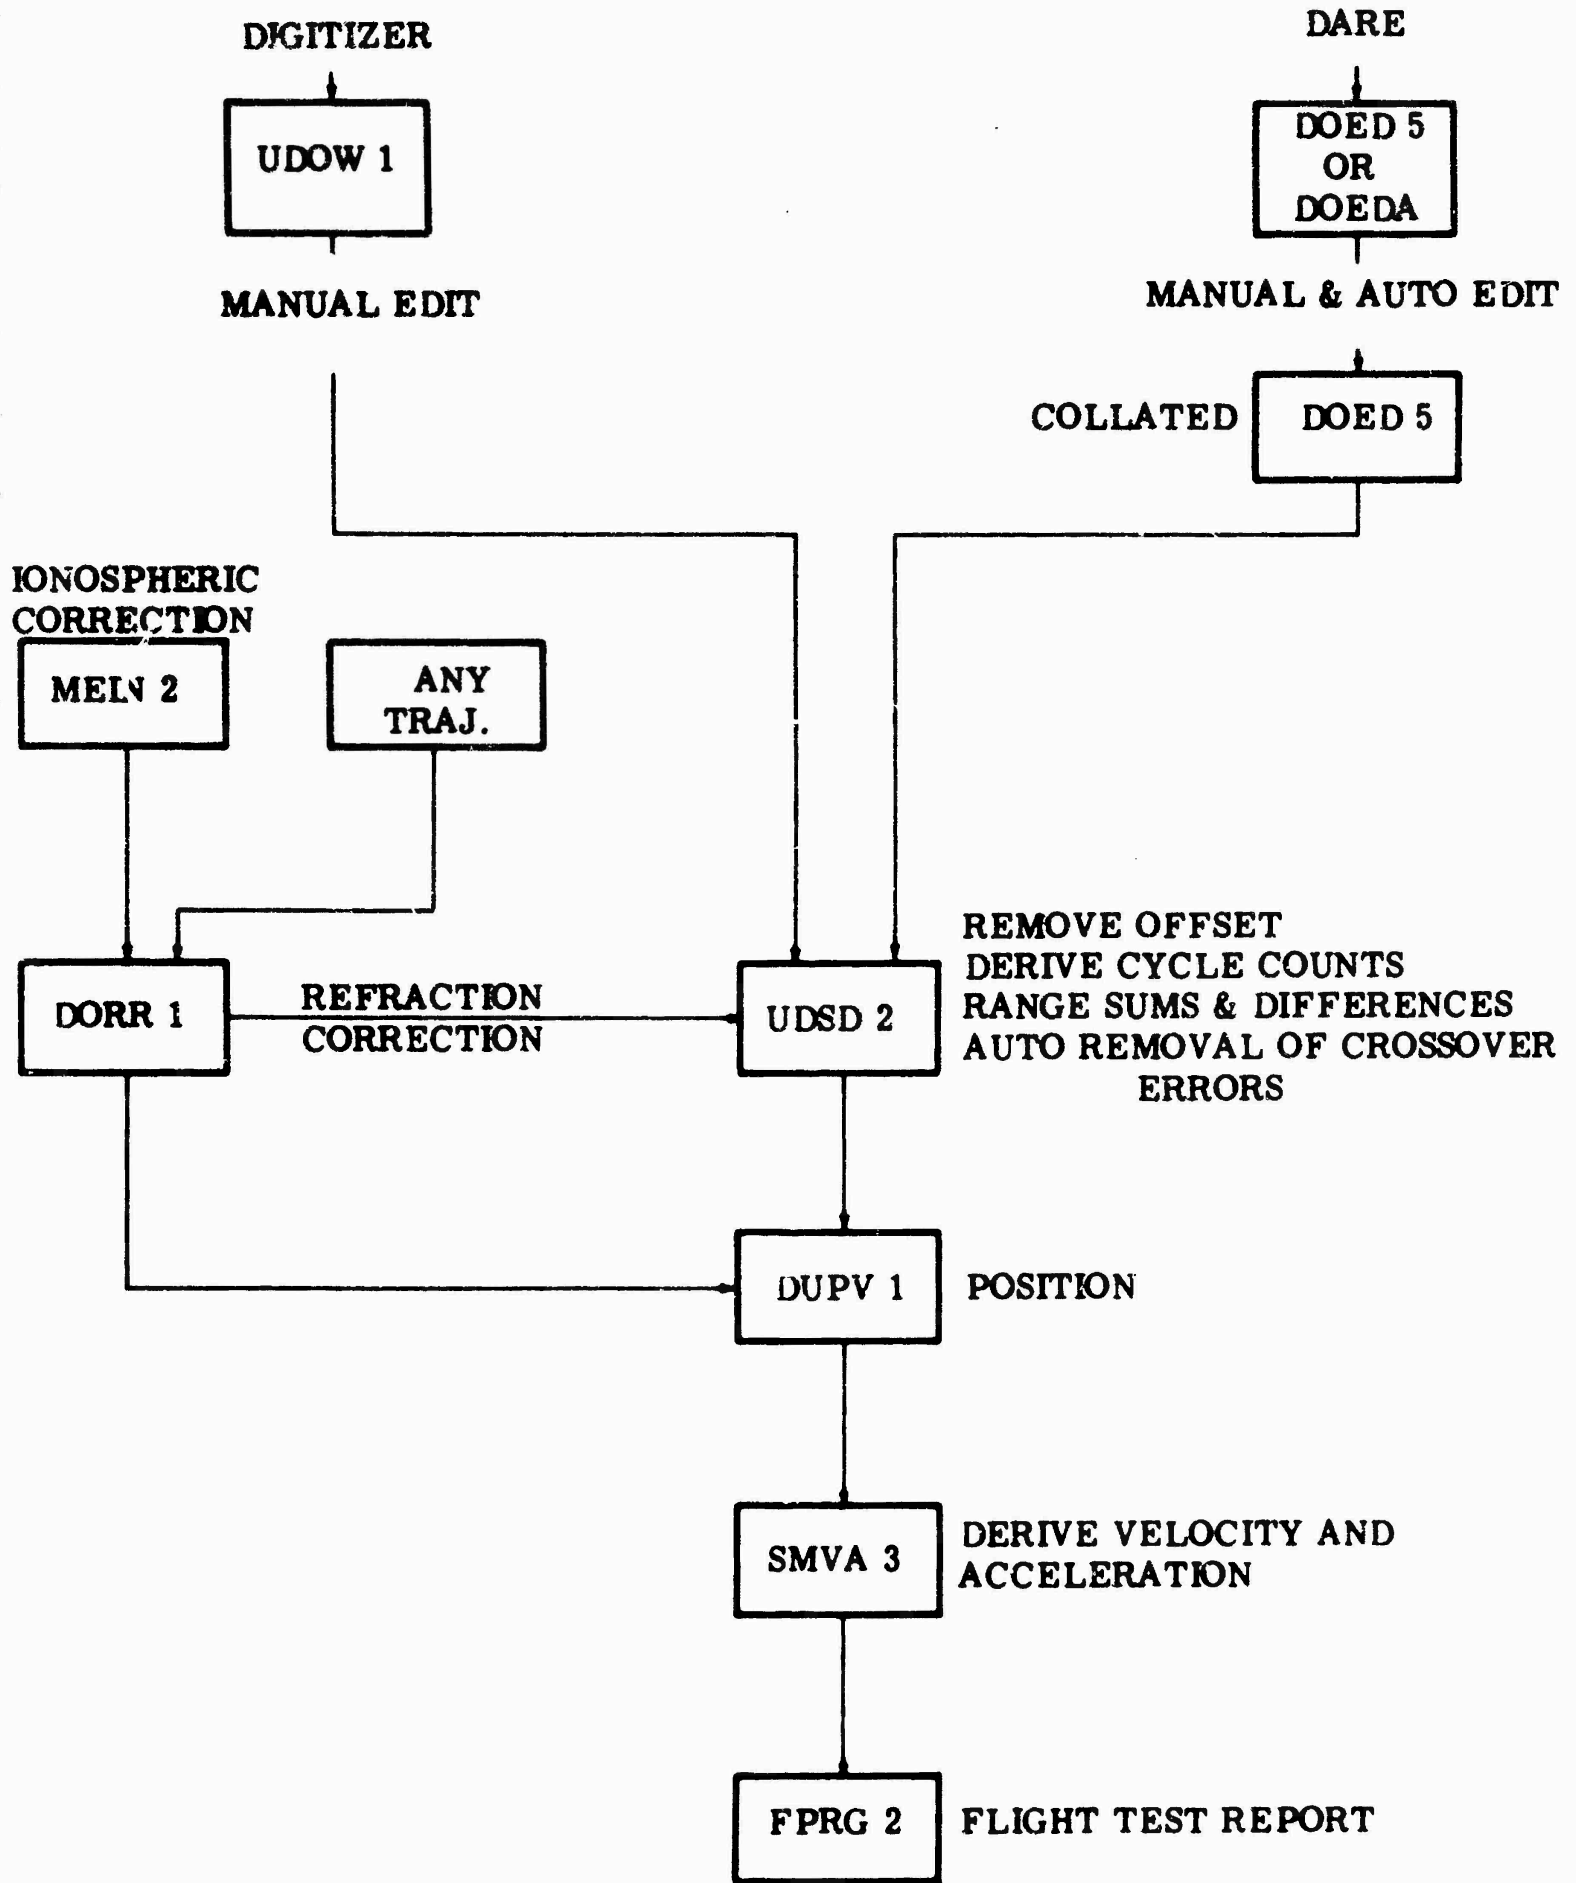 DIGITIZER
DARE
UDOW 1
DOED 5
OR
DOEDA
MANUAL EDIT
MANUAL & AUTO EDIT
COLLATED
DOED 5
IONOSPHERIC
CORRECTION
MELN 2
ANY
TRAJ.
DORR 1
REFRACTION
CORRECTION
UDSD 2
REMOVE OFFSET
DERIVE CYCLE COUNTS
RANGE SUMS & DIFFERENCES
AUTO REMOVAL OF CROSSOVER
ERRORS
DUPV 1
POSITION
SMVA 3
DERIVE VELOCITY AND
ACCELERATION
FPRG 2
FLIGHT TEST REPORT